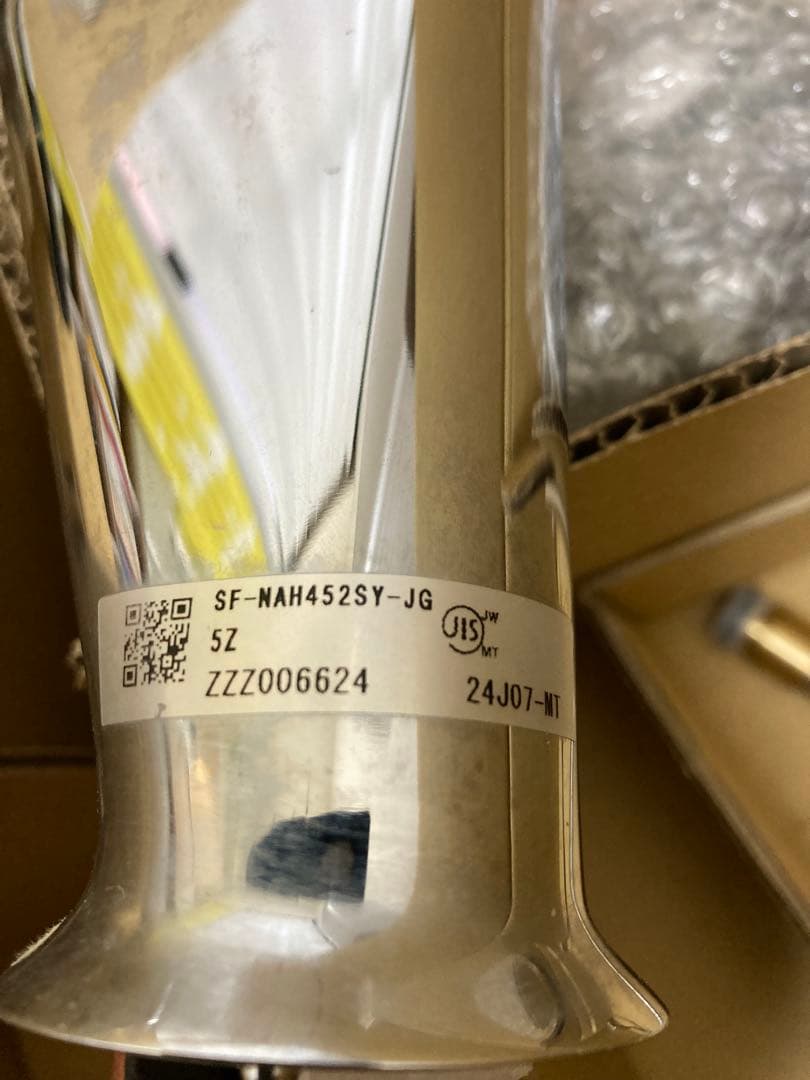 SF-NAH452SY-JG
5Z
ZZZ006624
JIS
JW
MT
24J07-MT